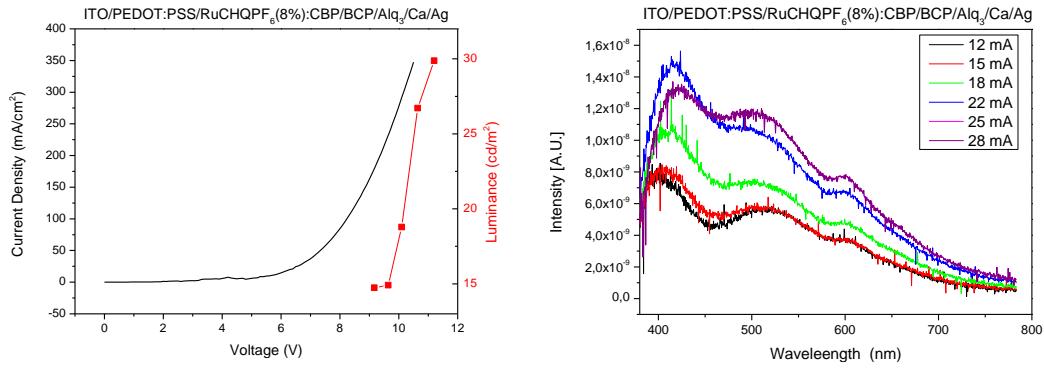 ITO/PEDOT:PSS/RuCHQPF6(8%):CBP/BCP/Alq3/Ca/Ag
400
350
300
250
200
150
100
50
0
-50
Current Density (mA/cm2)
0
2
4
6
8
10
12
Voltage (V)
30
25
20
15
Luminance (cd/m2)
ITO/PEDOT:PSS/RuCHQPF6(8%):CBP/BCP/Alq3/Ca/Ag
1,6x10-8
1,4x10-8
1,2x10-8
1,0x10-8
8,0x10-9
6,0x10-9
4,0x10-9
2,0x10-9
0,0
Intensity [A.U.]
12 mA
15 mA
18 mA
22 mA
25 mA
28 mA
400
500
600
700
800
Waveleength (nm)